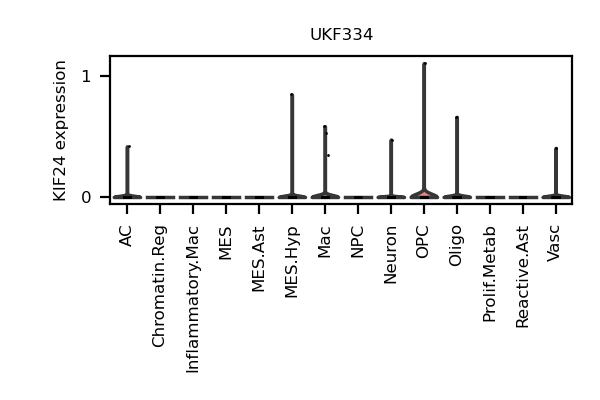 UKF334
KIF24 expression
1
0
AC
Chromatin.Reg
Inflammatory.Mac
MES
MES.Ast
MES.Hyp
Mac
NPC
Neuron
OPC
Oligo
Prolif.Metab
Reactive.Ast
Vasc